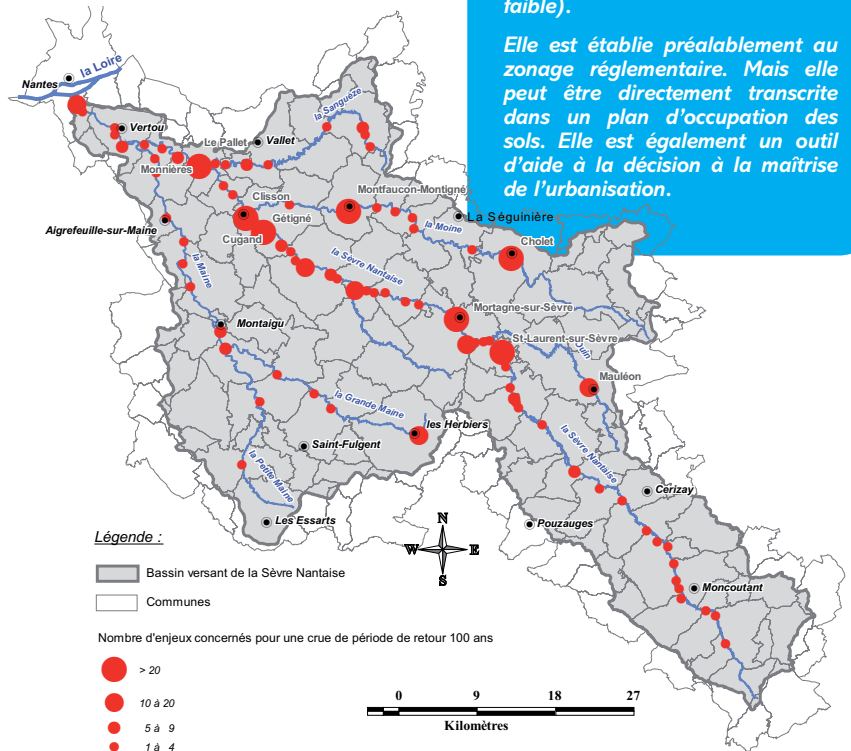 faible).
Elle est établie préalablement au
zonage réglementaire. Mais elle
peut être directement transcrite
dans un plan d'occupation des
sols. Elle est également un outil
d'aide à la décision à la maîtrise
de l'urbanisation.
la Loire
Nantes
Vertou
la Sanguèze
Le Pallet
Vallet
Monnières
Clisson
Montfaucon-Montigné
Gétigné
La Séguinière
Aigrefeuille-sur-Maine
Cugand
la Moine
Cholet
la Sèvre Nantaise
la Maine
Mortagne-sur-Sèvre
Montaigu
St-Laurent-sur-Sèvre
Ouin
Mauléon
la Grande Maine
les Herbiers
Saint-Fulgent
la Sèvre Nantaise
la Petite Maine
Cerizay
Les Essarts
Pouzauges
Moncoutant
N
W E
S
Légende :
Bassin versant de la Sèvre Nantaise
Communes
Nombre d'enjeux concernés pour une crue de période de retour 100 ans
> 20
10 à 20
5 à 9
1 à 4
0 9 18 27
Kilomètres